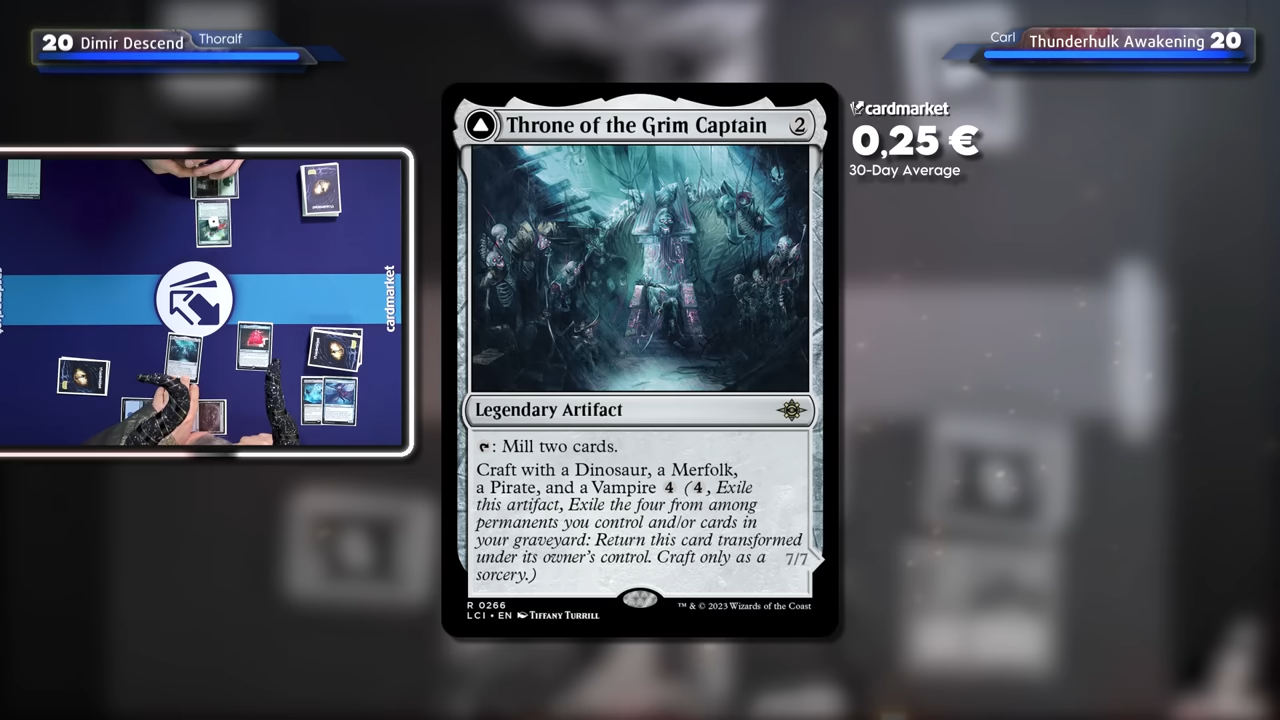 20 Dimir Descend Thoralf
Carl Thunderhulk Awakening 20
Throne of the Grim Captain 2
cardmarket
0,25 €
30-Day Average
cardmarket
Legendary Artifact
: Mill two cards.
Craft with a Dinosaur, a Merfolk,
a Pirate, and a Vampire 4 (4, Exile
this artifact, Exile the four from among
permanents you control and/or cards in
your graveyard: Return this card transformed
under its owner's control. Craft only as a
sorcery.)
7/7
R 0266
LCI • EN Tiffany Turrill
™ & © 2023 Wizards of the Coast